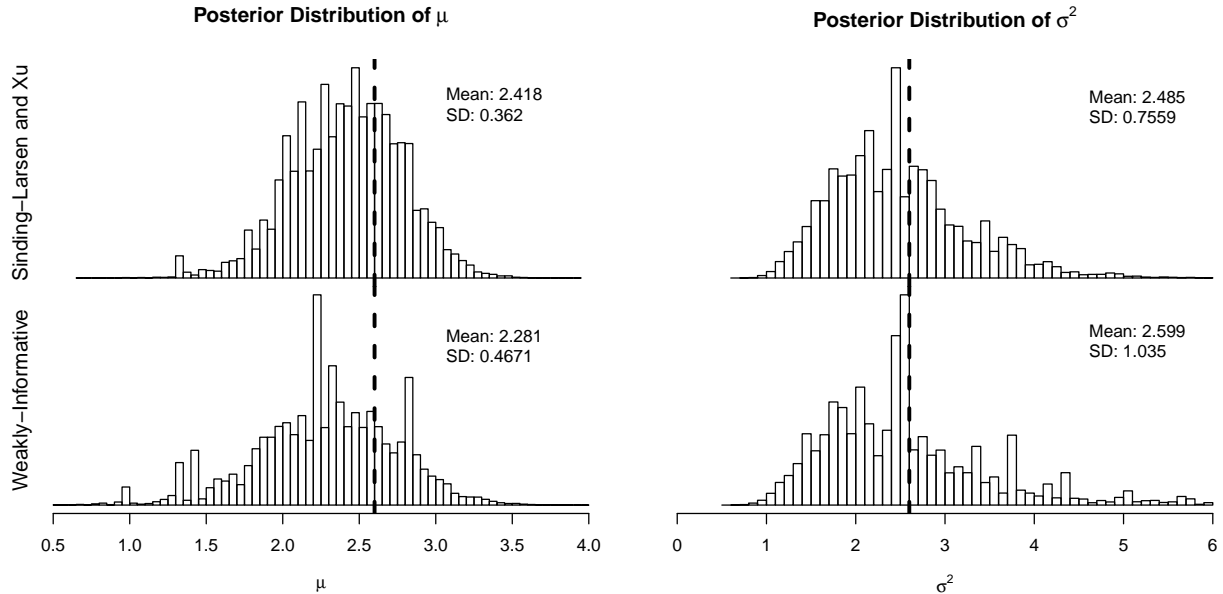 Posterior Distribution of μ
Posterior Distribution of σ²
Sinding−Larsen and Xu
Mean: 2.418
SD: 0.362
Mean: 2.485
SD: 0.7559
Weakly−Informative
Mean: 2.281
SD: 0.4671
Mean: 2.599
SD: 1.035
0.5 1.0 1.5 2.0 2.5 3.0 3.5 4.0
μ
0 1 2 3 4 5 6
σ²